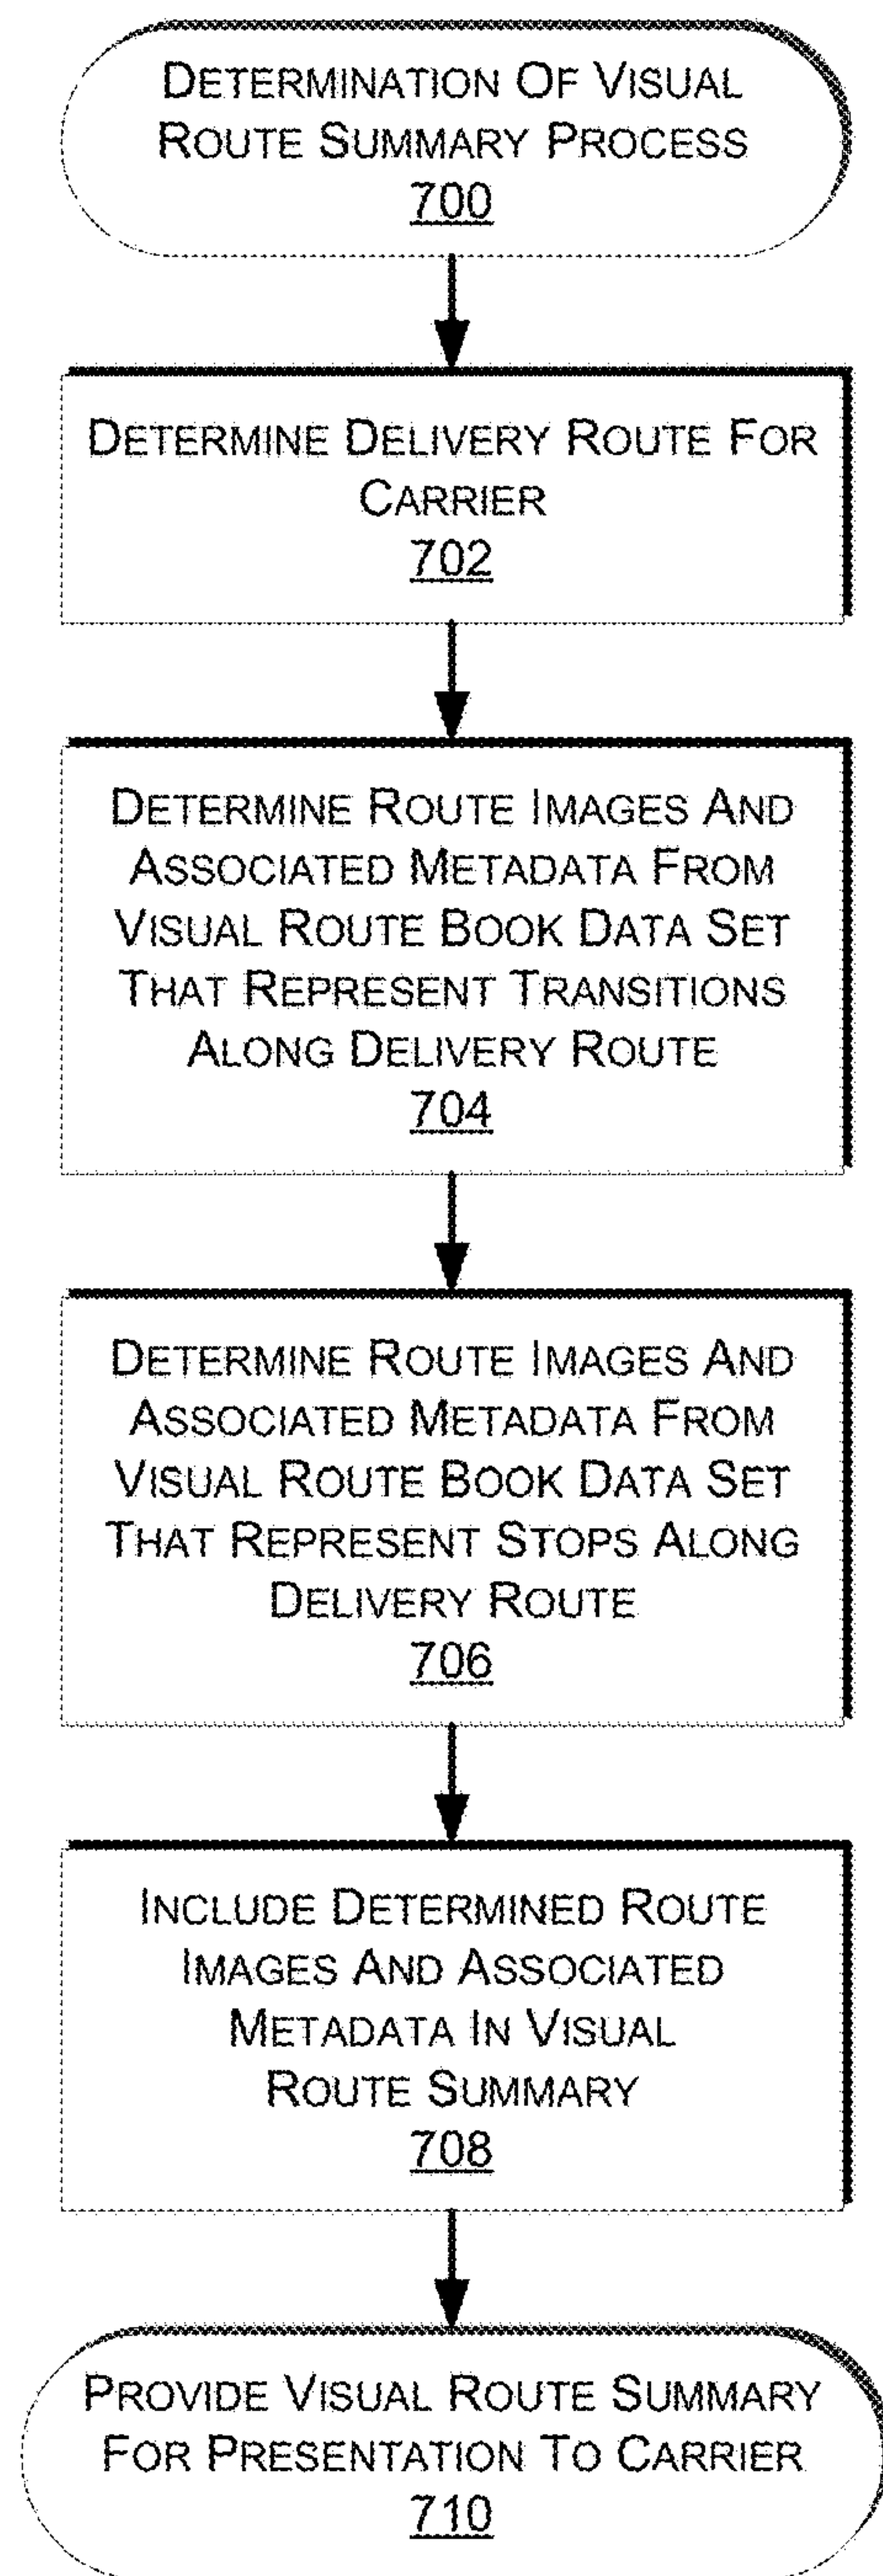 DETERMINATION OF VISUAL
ROUTE SUMMARY PROCESS
700
DETERMINE DELIVERY ROUTE FOR
CARRIER
702
DETERMINE ROUTE IMAGES AND
ASSOCIATED METADATA FROM
VISUAL ROUTE BOOK DATA SET
THAT REPRESENT TRANSITIONS
ALONG DELIVERY ROUTE
704
DETERMINE ROUTE IMAGES AND
ASSOCIATED METADATA FROM
VISUAL ROUTE BOOK DATA SET
THAT REPRESENT STOPS ALONG
DELIVERY ROUTE
706
INCLUDE DETERMINED ROUTE
IMAGES AND ASSOCIATED
METADATA IN VISUAL
ROUTE SUMMARY
708
PROVIDE VISUAL ROUTE SUMMARY
FOR PRESENTATION TO CARRIER
710